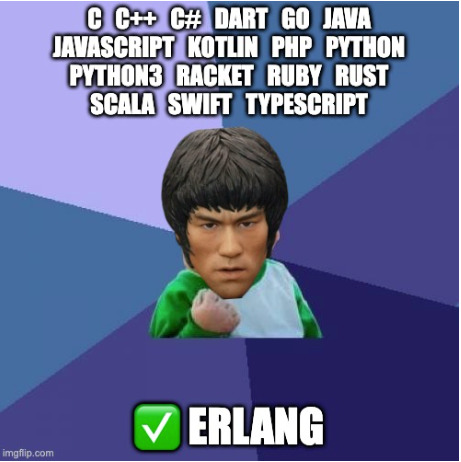 C C++ C# DART GO JAVA
JAVASCRIPT KOTLIN PHP PYTHON
PYTHON3 RACKET RUBY RUST
SCALA SWIFT TYPESCRIPT
✅ ERLANG
imgflip.com